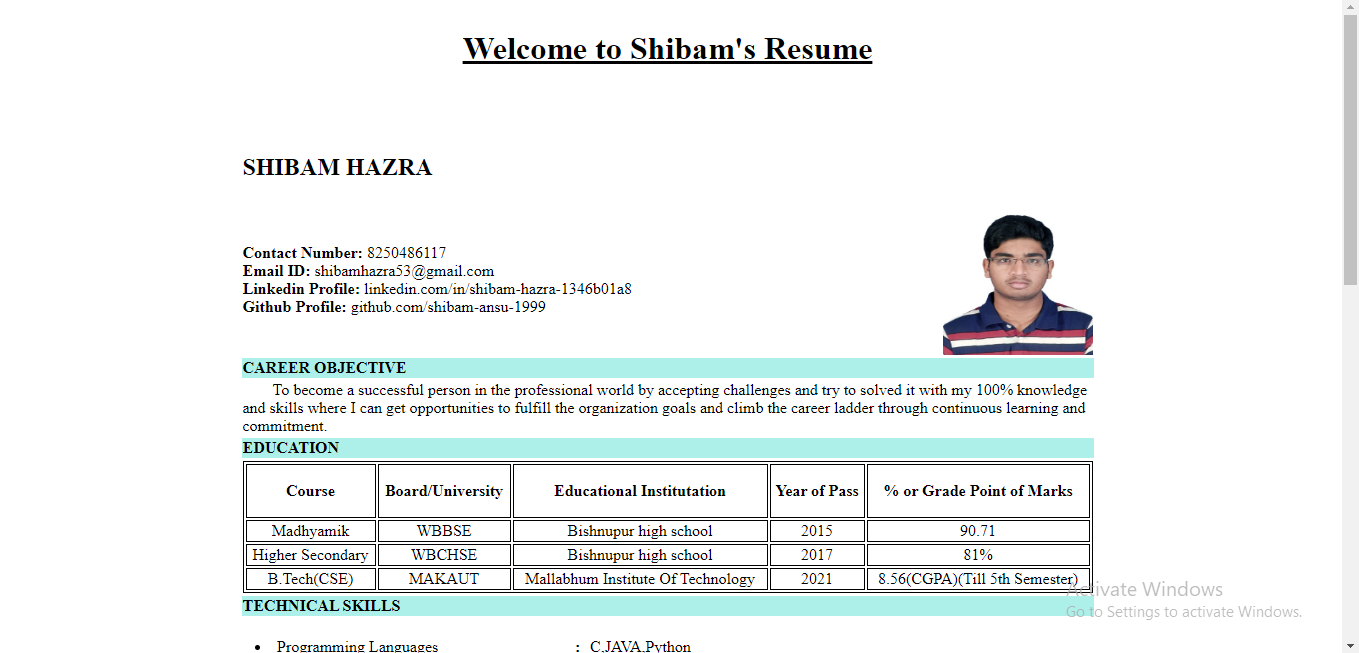 Welcome to Shibam's Resume
SHIBAM HAZRA
Contact Number: 8250486117
Email ID: shibamhazra53@gmail.com
Linkedin Profile: linkedin.com/in/shibam-hazra-1346b01a8
Github Profile: github.com/shibam-ansu-1999
CAREER OBJECTIVE
To become a successful person in the professional world by accepting challenges and try to solved it with my 100% knowledge
and skills where I can get opportunities to fulfill the organization goals and climb the career ladder through continuous learning and
commitment.
EDUCATION
Course Board/University Educational Institutation Year of Pass % or Grade Point of Marks
Madhyamik WBBSE Bishnupur high school 2015 90.71
Higher Secondary WBCHSE Bishnupur high school 2017 81%
B.Tech(CSE) MAKAUT Mallabhum Institute Of Technology 2021 8.56(CGPA)(Till 5th Semester)
Activate Windows
TECHNICAL SKILLS
Go to Settings to activate Windows.
• Programming Languages : C,JAVA,Python